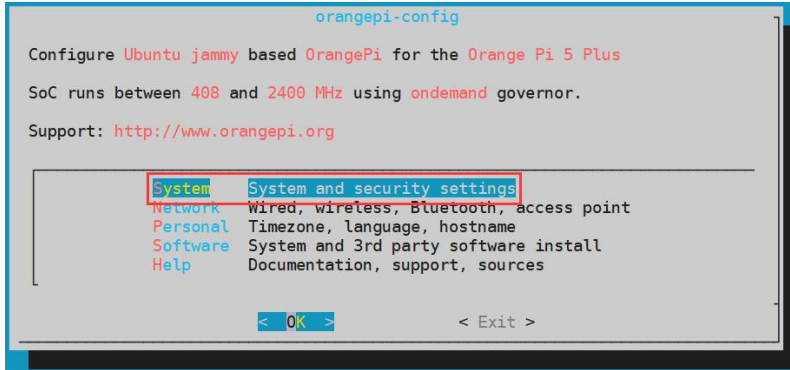 orangepi-config
Configure Ubuntu jammy based OrangePi for the Orange Pi 5 Plus
SoC runs between 408 and 2400 MHz using ondemand governor.
Support: http://www.orangepi.org
System System and security settings
Network Wired, wireless, Bluetooth, access point
Personal Timezone, language, hostname
Software System and 3rd party software install
Help Documentation, support, sources
< OK > < Exit >